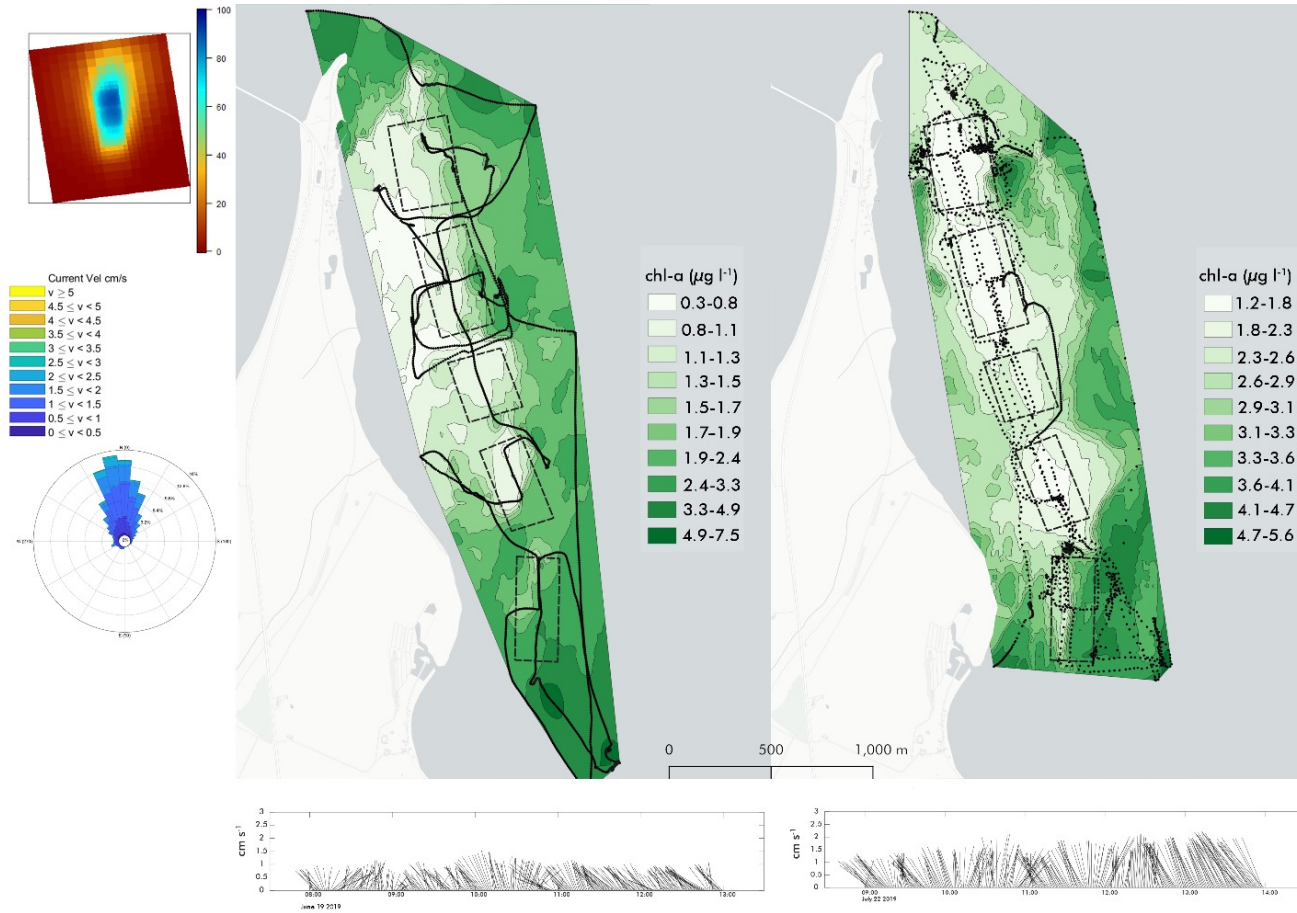 100
80
60
40
20
0
Current Vel cm/s
v ≥ 5
4.5 ≤ v < 5
4 ≤ v < 4.5
3.5 ≤ v < 4
3 ≤ v < 3.5
2.5 ≤ v < 3
2 ≤ v < 2.5
1.5 ≤ v < 2
1 ≤ v < 1.5
0.5 ≤ v < 1
0 ≤ v < 0.5
chl-a (µg l⁻¹)
0.3-0.8
0.8-1.1
1.1-1.3
1.3-1.5
1.5-1.7
1.7-1.9
1.9-2.4
2.4-3.3
3.3-4.9
4.9-7.5
chl-a (µg l⁻¹)
1.2-1.8
1.8-2.3
2.3-2.6
2.6-2.9
2.9-3.1
3.1-3.3
3.3-3.6
3.6-4.1
4.1-4.7
4.7-5.6
0 500 1,000 m
cm s⁻¹
3
2.5
2
1.5
1
0.5
0
08:00 09:00 10:00 11:00 12:00 13:00
June 19 2019
cm s⁻¹
3
2.5
2
1.5
1
0.5
0
09:00 10:00 11:00 12:00 13:00 14:00
July 22 2019